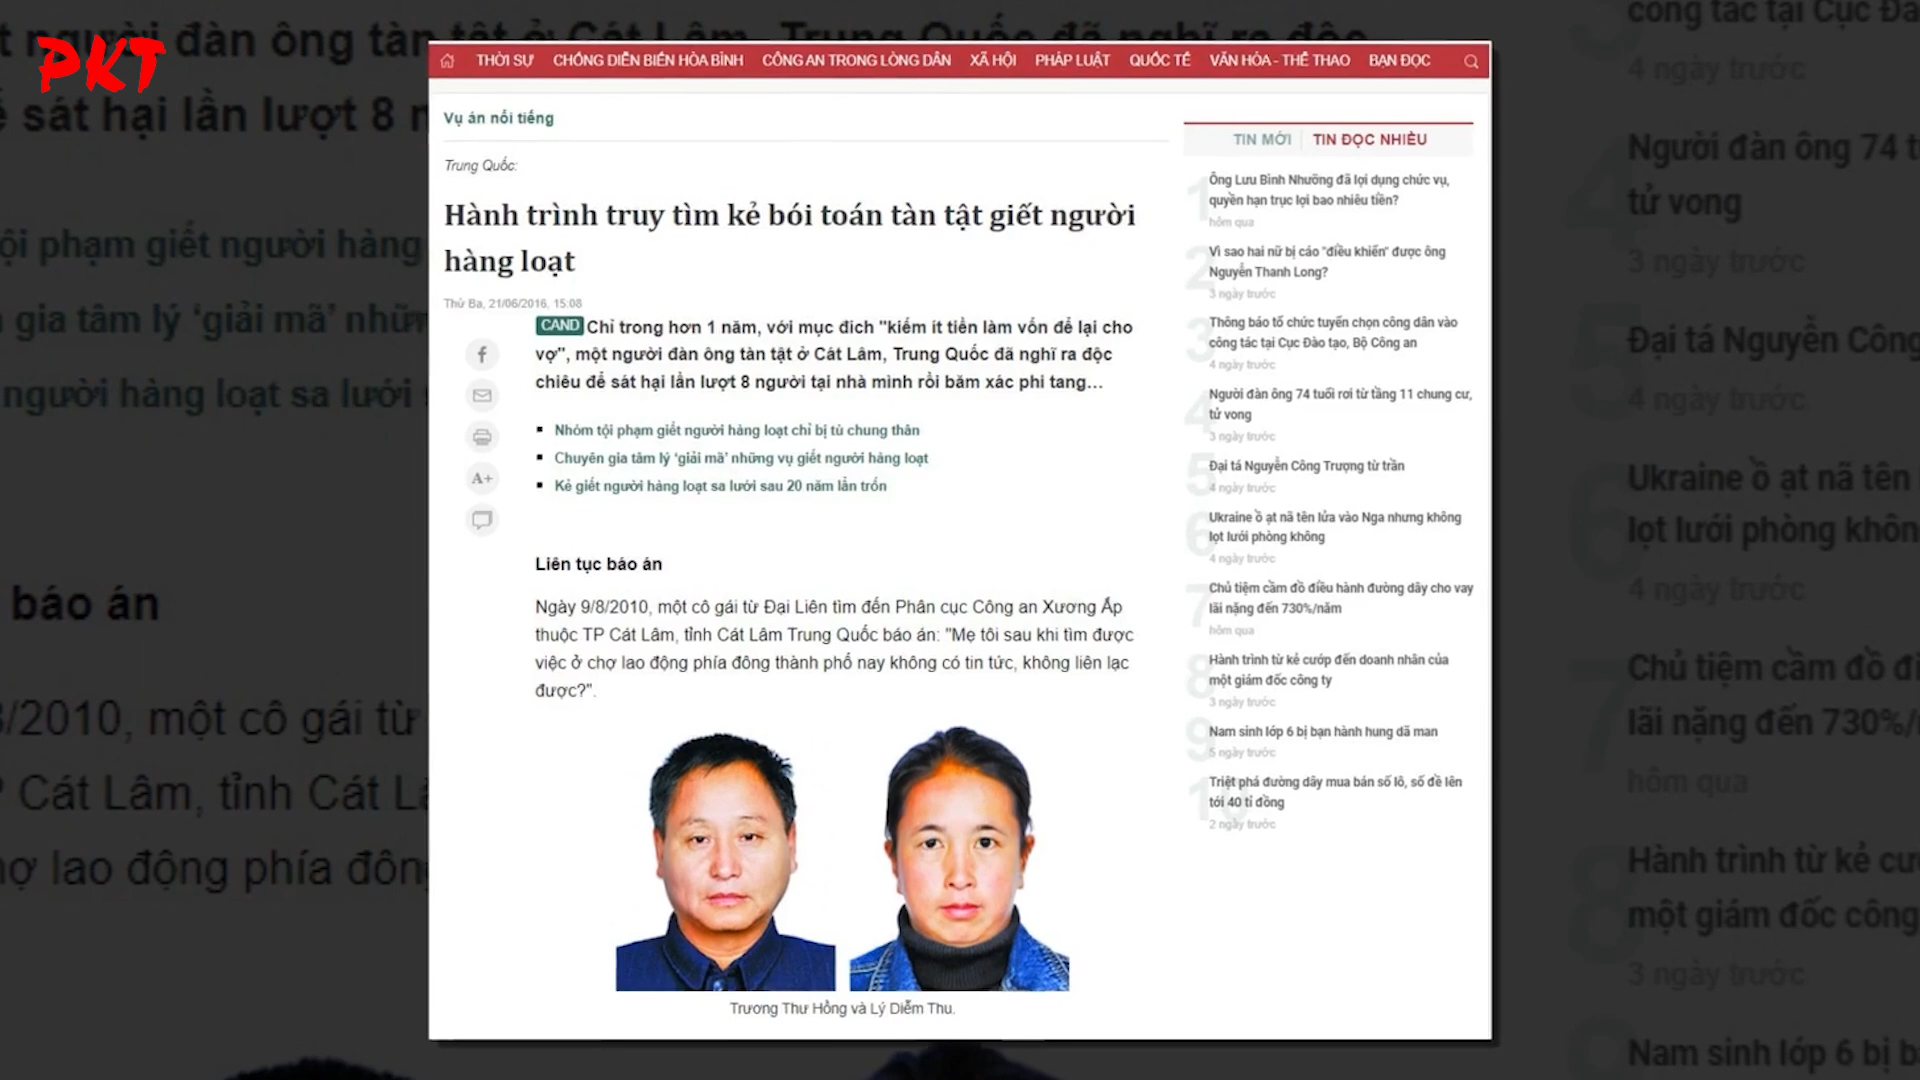 PKT
THỜI SỰ CHỐNG DIỄN BIẾN HÒA BÌNH CÔNG AN TRONG LÒNG DÂN XÃ HỘI PHÁP LUẬT QUỐC TẾ VĂN HÓA - THỂ THAO BẠN ĐỌC
Vụ án nổi tiếng
Trung Quốc:
Hành trình truy tìm kẻ bói toán tàn tật giết người
hàng loạt
Thứ Ba, 21/06/2016, 15:08
CAND Chỉ trong hơn 1 năm, với mục đích "kiếm ít tiền làm vốn để lại cho
vợ", một người đàn ông tàn tật ở Cát Lâm, Trung Quốc đã nghĩ ra độc
chiêu để sát hại lần lượt 8 người tại nhà mình rồi băm xác phi tang...
Nhóm tội phạm giết người hàng loạt chỉ bị tù chung thân
Chuyên gia tâm lý ‘giải mã’ những vụ giết người hàng loạt
Kẻ giết người hàng loạt sa lưới sau 20 năm lẩn trốn
A+
Liên tục báo án
Ngày 9/8/2010, một cô gái từ Đại Liên tìm đến Phân cục Công an Xương Ấp
thuộc TP Cát Lâm, tỉnh Cát Lâm Trung Quốc báo án: "Mẹ tôi sau khi tìm được
việc ở chợ lao động phía đông thành phố nay không có tin tức, không liên lạc
được?".
Trương Thư Hồng và Lý Diễm Thu.
TIN MỚI TIN ĐỌC NHIỀU
1
Ông Lưu Bình Nhưỡng đã lợi dụng chức vụ,
quyền hạn trục lợi bao nhiêu tiền?
hôm qua
2
Vì sao hai nữ bị cáo "điều khiển" được ông
Nguyễn Thanh Long?
3 ngày trước
3
Thông báo tổ chức tuyển chọn công dân vào
công tác tại Cục Đào tạo, Bộ Công an
4 ngày trước
4
Người đàn ông 74 tuổi rơi từ tầng 11 chung cư,
tử vong
3 ngày trước
5
Đại tá Nguyễn Công Trượng từ trần
4 ngày trước
6
Ukraine ồ ạt nã tên lửa vào Nga nhưng không
lọt lưới phòng không
4 ngày trước
7
Chủ tiệm cầm đồ điều hành đường dây cho vay
lãi nặng đến 730%/năm
hôm qua
8
Hành trình từ kẻ cướp đến doanh nhân của
một giám đốc công ty
3 ngày trước
9
Nam sinh lớp 6 bị bạn hành hung dã man
5 ngày trước
10
Triệt phá đường dây mua bán số lô, số đề lên
tới 40 tỉ đồng
2 ngày trước